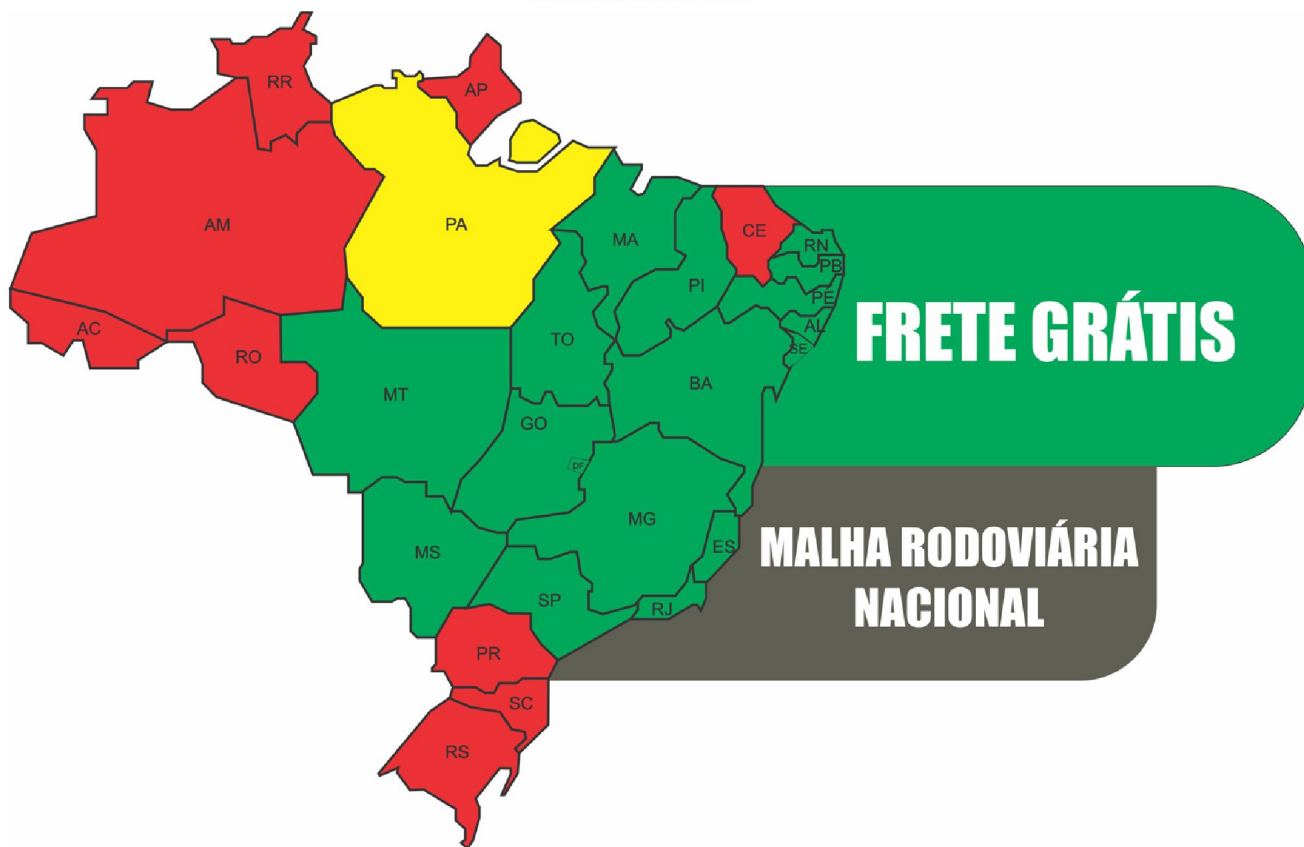 RR
AP
AM
PA
MA
CE
RN
PB
PI
PE
AL
SE
AC
RO
TO
BA
MT
GO
DF
FRETE GRÁTIS
MG
MS
ES
SP
RJ
MALHA RODOVIÁRIA
NACIONAL
PR
SC
RS